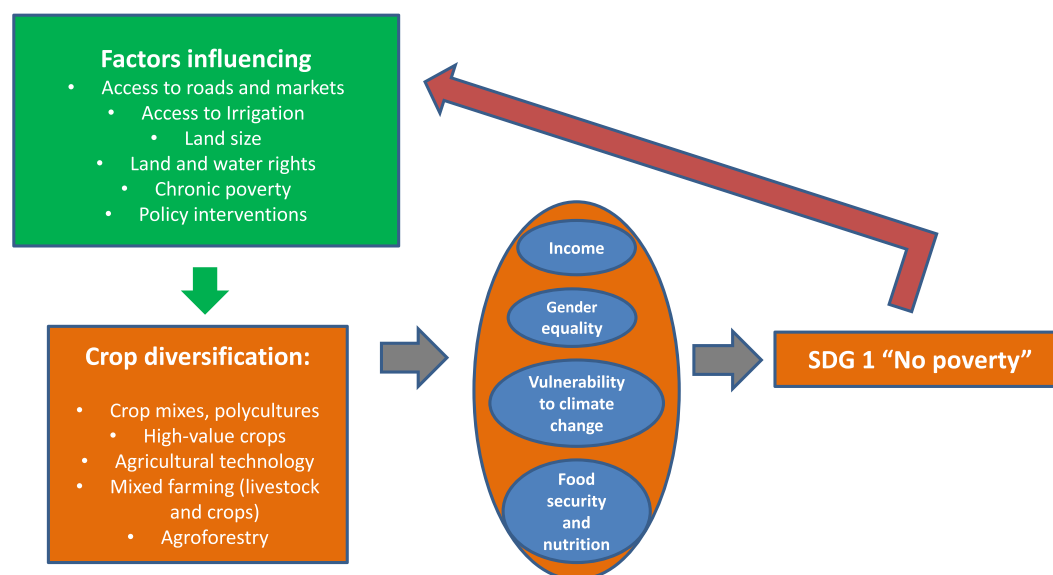 Factors influencing
• Access to roads and markets
• Access to Irrigation
• Land size
• Land and water rights
• Chronic poverty
• Policy interventions
Crop diversification:
• Crop mixes, polycultures
• High-value crops
• Agricultural technology
• Mixed farming (livestock
and crops)
• Agroforestry
Income
Gender
equality
Vulnerability
to climate
change
Food
security
and
nutrition
SDG 1 “No poverty”